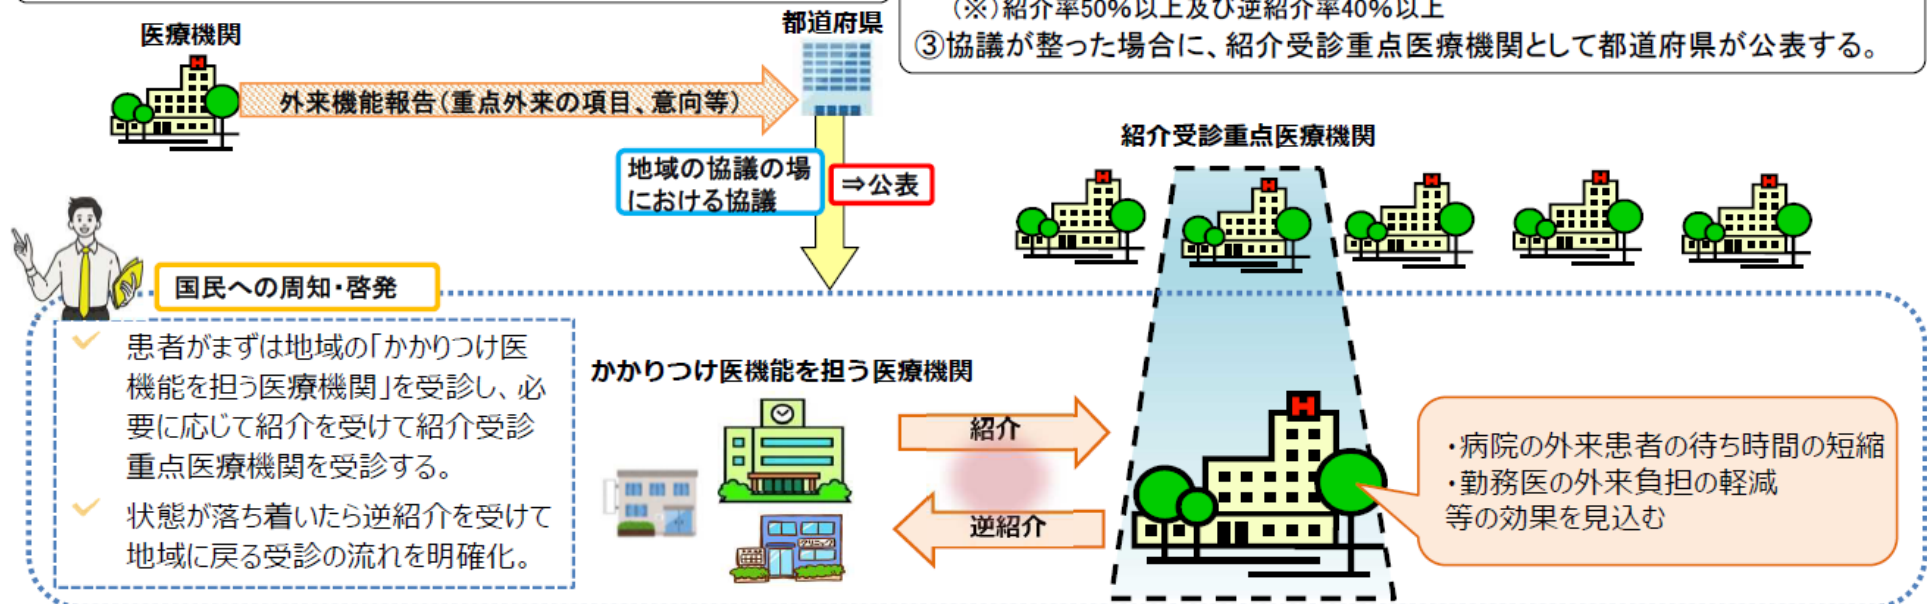 (※)紹介率50%以上及び逆紹介率40%以上
③協議が整った場合に、紹介受診重点医療機関として都道府県が公表する。
医療機関
都道府県
外来機能報告(重点外来の項目、意向等)
地域の協議の場
における協議
⇒公表
紹介受診重点医療機関
国民への周知・啓発
患者がまずは地域の「かかりつけ医
機能を担う医療機関」を受診し、必
要に応じて紹介を受けて紹介受診
重点医療機関を受診する。
状態が落ち着いたら逆紹介を受けて
地域に戻る受診の流れを明確化。
かかりつけ医機能を担う医療機関
クリニック
紹介
逆紹介
H
H
H
H
H
H
H
・病院の外来患者の待ち時間の短縮
・勤務医の外来負担の軽減
等の効果を見込む